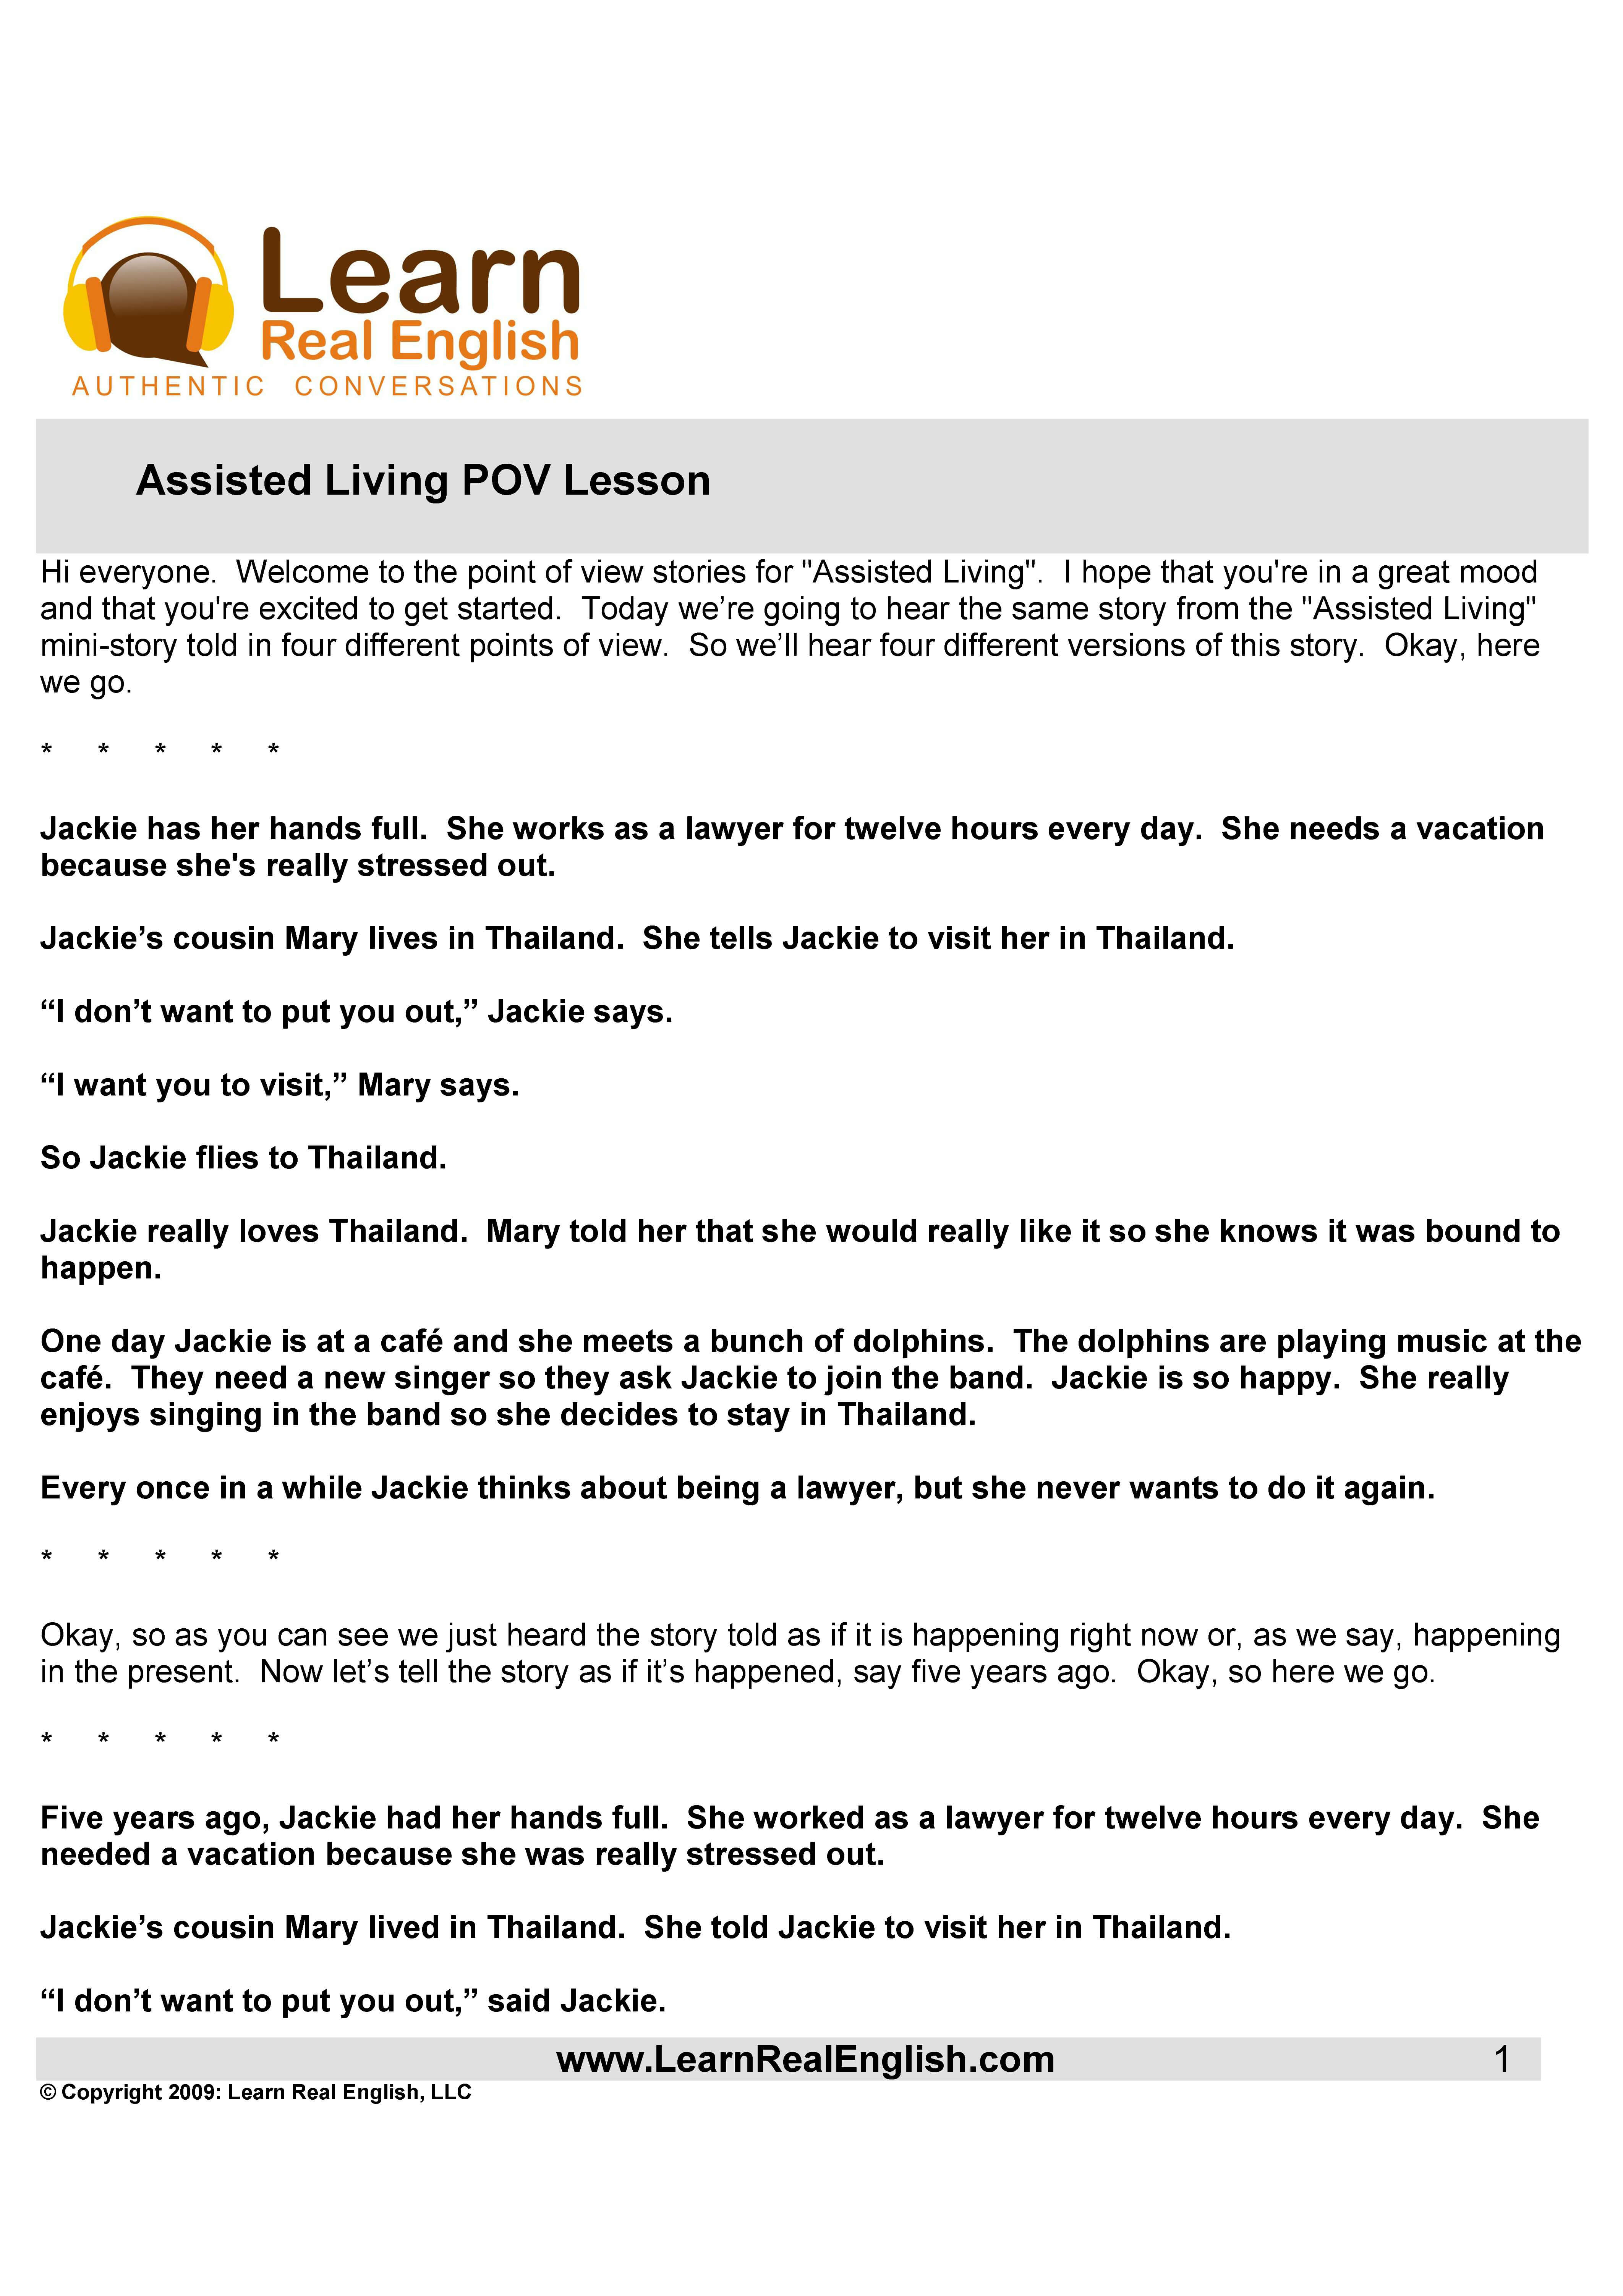 Learn
Real English
AUTHENTIC CONVERSATIONS
Assisted Living POV Lesson
Hi everyone.  Welcome to the point of view stories for "Assisted Living".  I hope that you're in a great mood
and that you're excited to get started.  Today we’re going to hear the same story from the "Assisted Living"
mini-story told in four different points of view.  So we’ll hear four different versions of this story.  Okay, here
we go.
* * * * *
Jackie has her hands full.  She works as a lawyer for twelve hours every day.  She needs a vacation
because she's really stressed out.
Jackie’s cousin Mary lives in Thailand.  She tells Jackie to visit her in Thailand.
“I don’t want to put you out,” Jackie says.
“I want you to visit,” Mary says.
So Jackie flies to Thailand.
Jackie really loves Thailand.  Mary told her that she would really like it so she knows it was bound to
happen.
One day Jackie is at a café and she meets a bunch of dolphins.  The dolphins are playing music at the
café.  They need a new singer so they ask Jackie to join the band.  Jackie is so happy.  She really
enjoys singing in the band so she decides to stay in Thailand.
Every once in a while Jackie thinks about being a lawyer, but she never wants to do it again.
* * * * *
Okay, so as you can see we just heard the story told as if it is happening right now or, as we say, happening
in the present.  Now let’s tell the story as if it’s happened, say five years ago.  Okay, so here we go.
* * * * *
Five years ago, Jackie had her hands full.  She worked as a lawyer for twelve hours every day.  She
needed a vacation because she was really stressed out.
Jackie’s cousin Mary lived in Thailand.  She told Jackie to visit her in Thailand.
“I don’t want to put you out,” said Jackie.
www.LearnRealEnglish.com 1
© Copyright 2009: Learn Real English, LLC